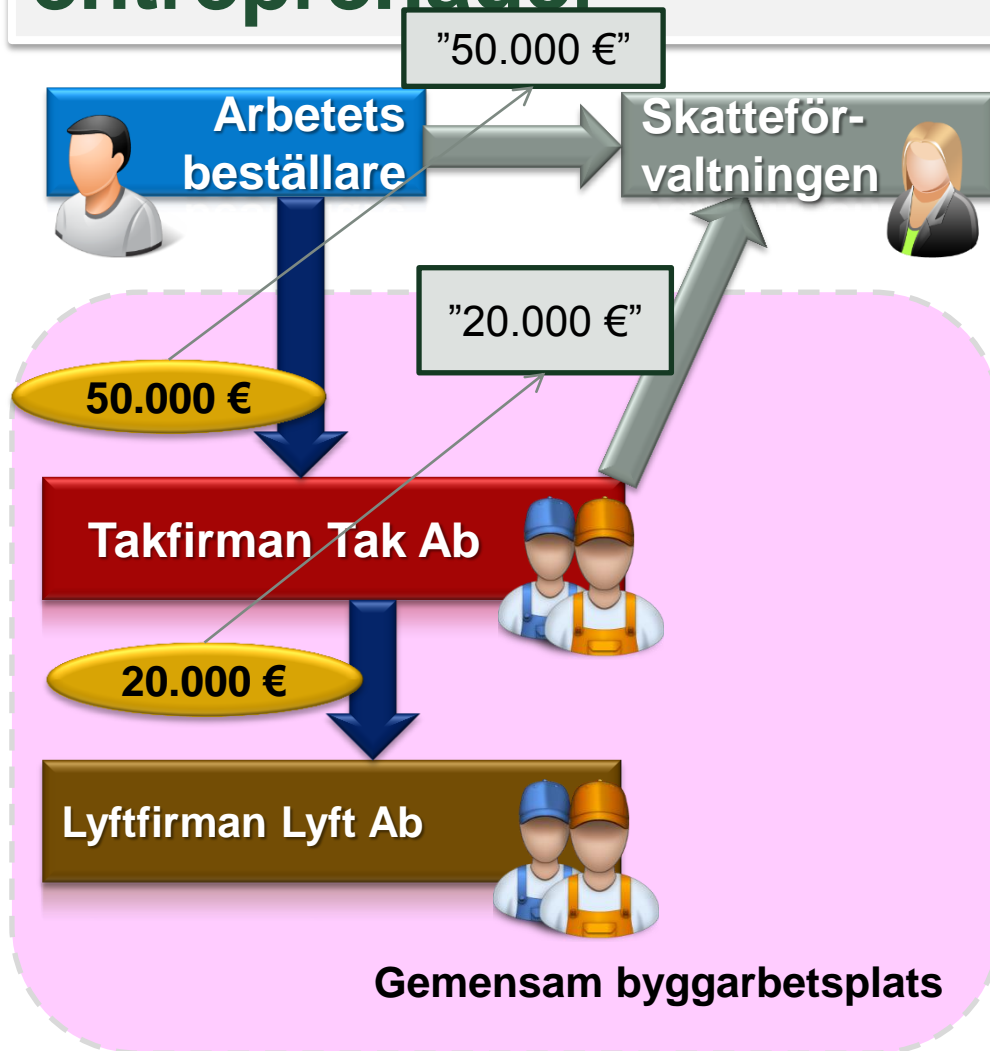 ”50.000 €”
Arbetets
beställare
Skatteför-
valtningen
”20.000 €”
50.000 €
Takfirman Tak Ab
20.000 €
Lyftfirman Lyft Ab
Gemensam byggarbetsplats